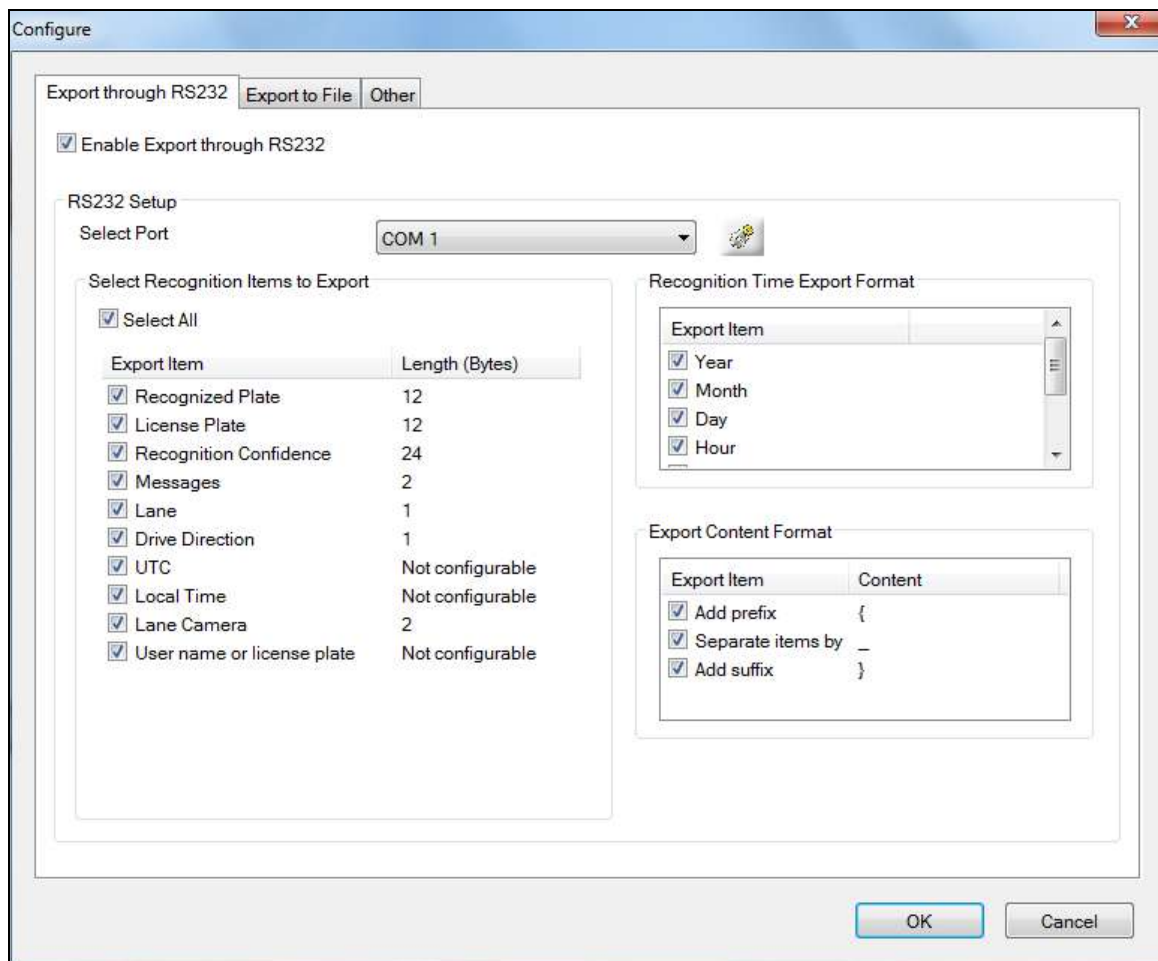 Configure
Export through RS232 Export to File Other
Enable Export through RS232
RS232 Setup
Select Port COM 1
Select Recognition Items to Export
Select All
Export Item Length (Bytes)
Recognized Plate 12
License Plate 12
Recognition Confidence 24
Messages 2
Lane 1
Drive Direction 1
UTC Not configurable
Local Time Not configurable
Lane Camera 2
User name or license plate Not configurable
Recognition Time Export Format
Export Item
Year
Month
Day
Hour
Export Content Format
Export Item Content
Add prefix {
Separate items by _
Add suffix }
OK Cancel